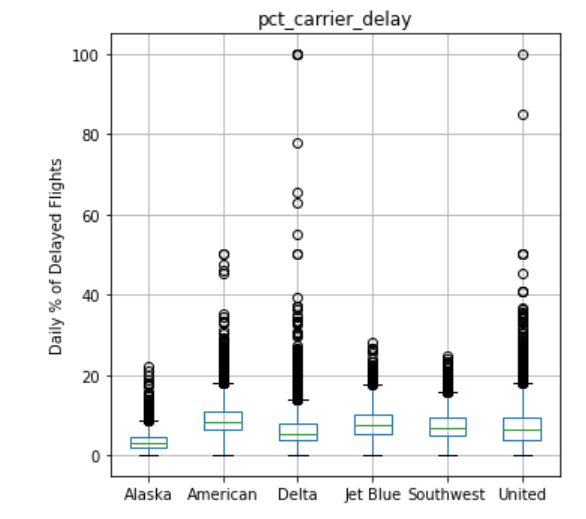 pct_carrier_delay
Daily % of Delayed Flights
100
80
60
40
20
0
Alaska American Delta Jet Blue Southwest United